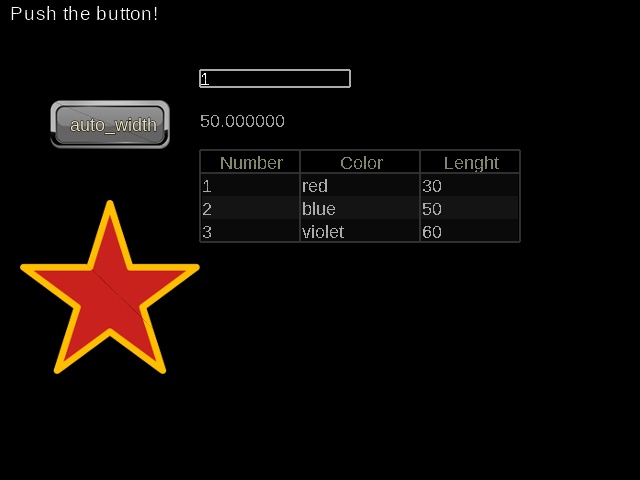 Push the button!
1
auto_width
50.000000
Number Color Lenght
1 red 30
2 blue 50
3 violet 60